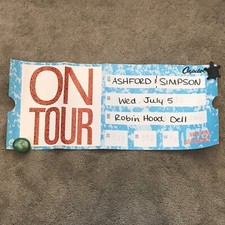 ON
TOUR
ASHFORD & SIMPSON
Wed July 5
Robin Hood Dell